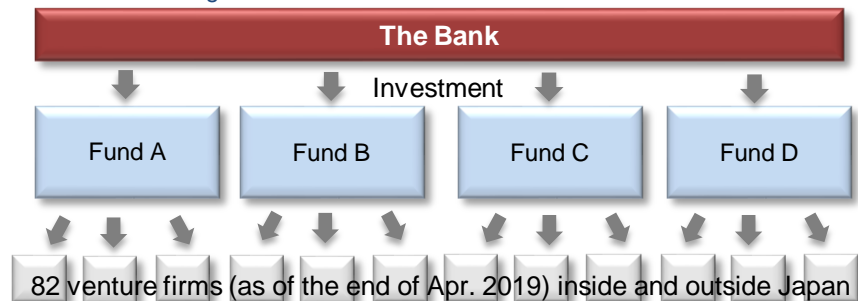 The Bank
Investment
Fund A
Fund B
Fund C
Fund D
82 venture firms (as of the end of Apr. 2019) inside and outside Japan